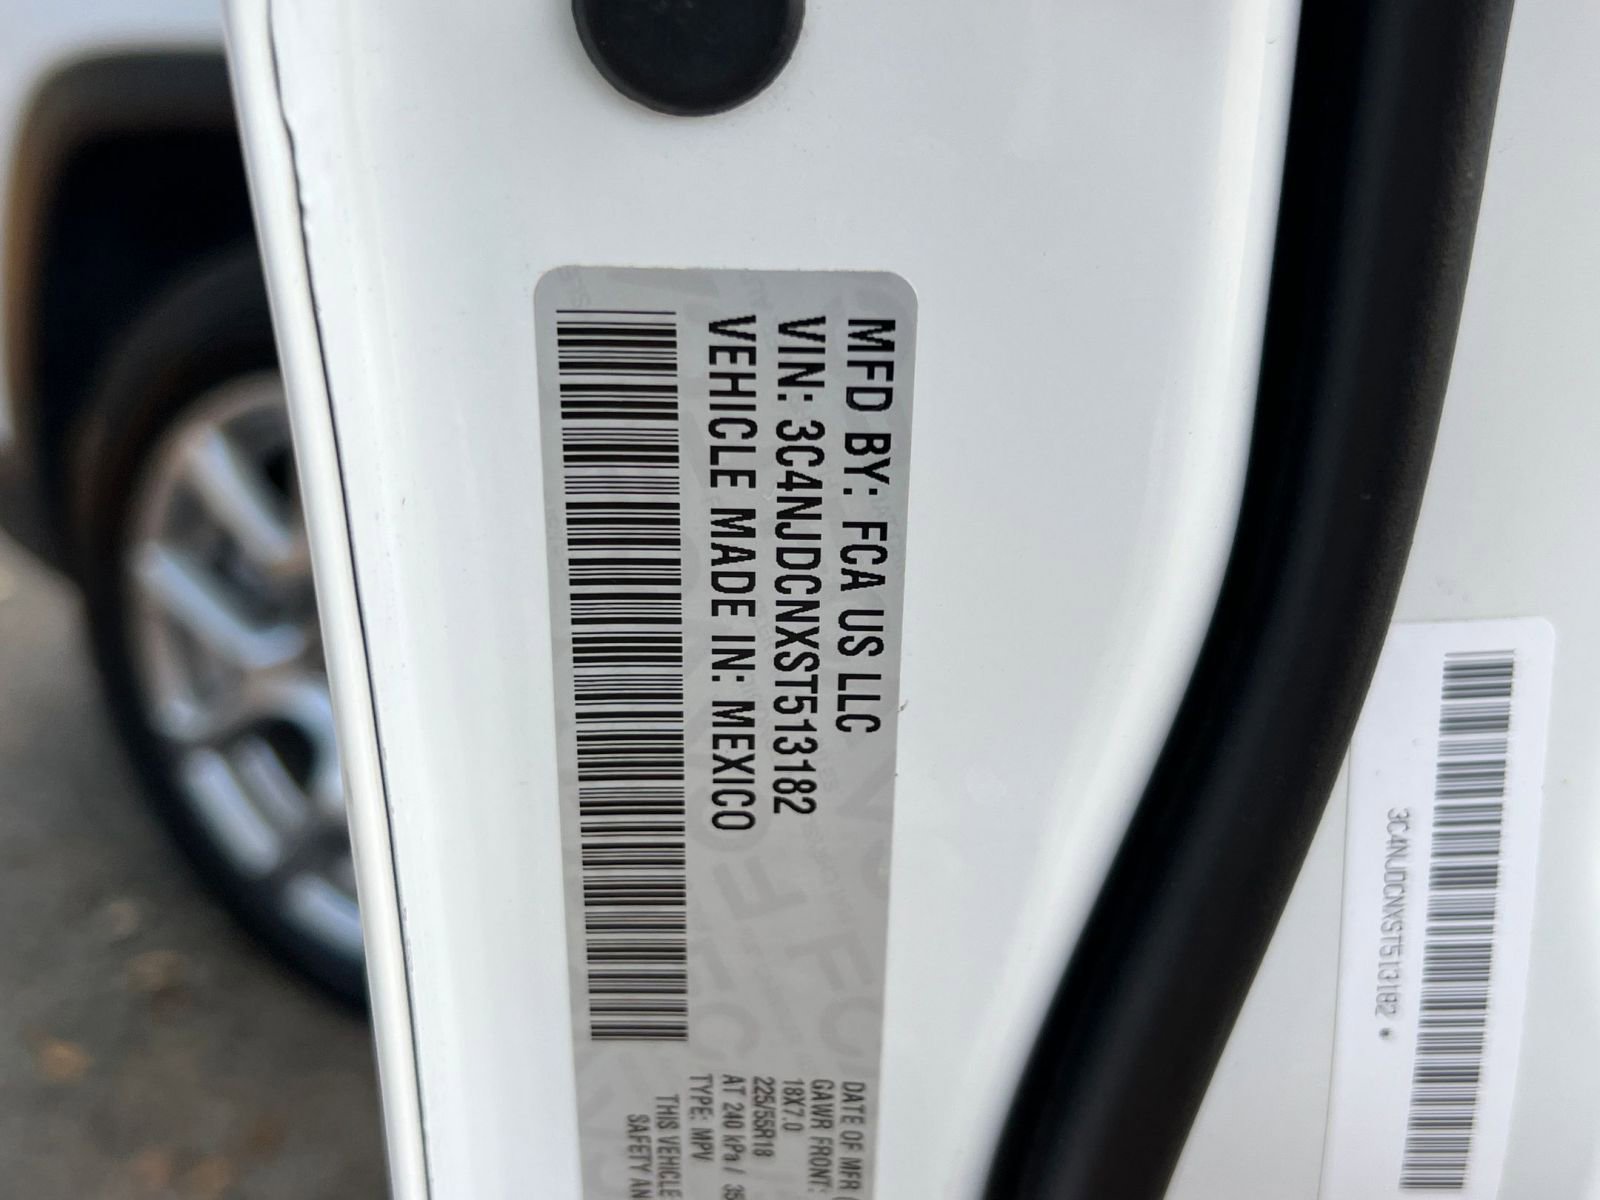 MFD BY: FCA US LLC
VIN: 3C4NJDCNXST513182
VEHICLE MADE IN: MEXICO
DATE OF MFR
GAWR FRONT:
18X7.0
225/55R18
AT 240 kPa / 35
TYPE: MPV
THIS VEHICLE
SAFETY AN
3C4NJDCNXST513182